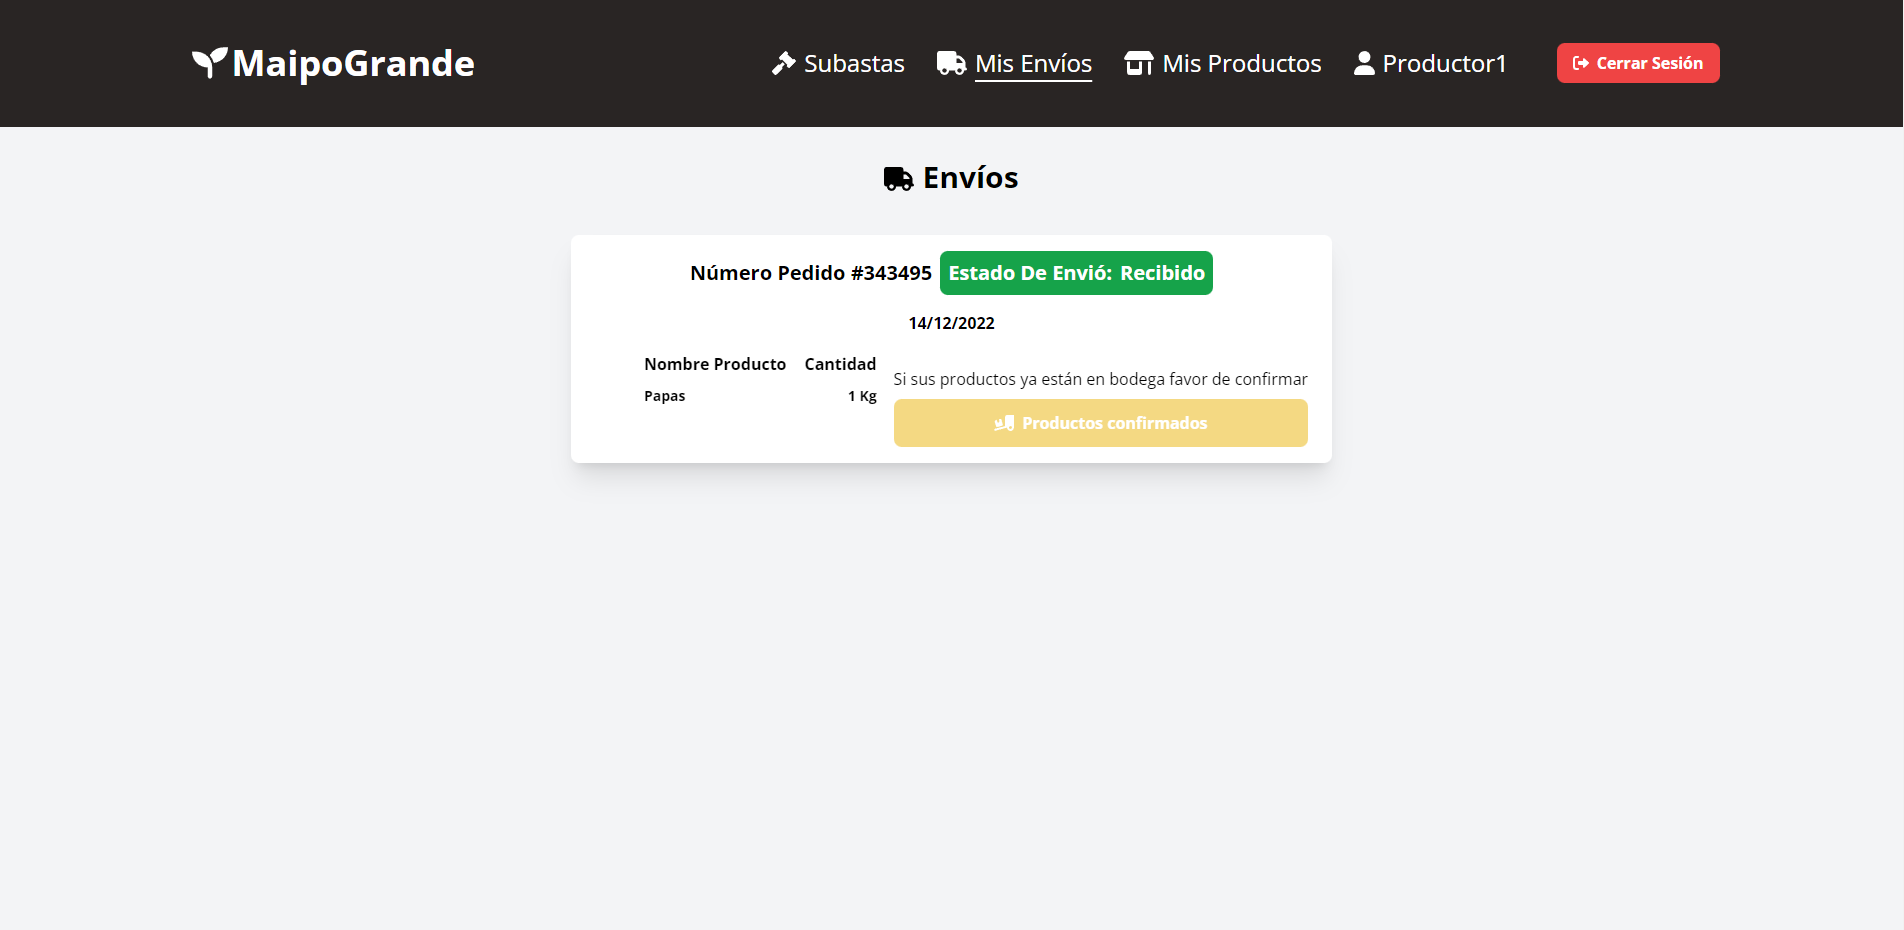 MaipoGrande
Subastas Mis Envíos Mis Productos Productor1 Cerrar Sesión
Envíos
Número Pedido #343495 Estado De Envió: Recibido
14/12/2022
Nombre Producto Cantidad
Papas 1 Kg
Si sus productos ya están en bodega favor de confirmar
Productos confirmados